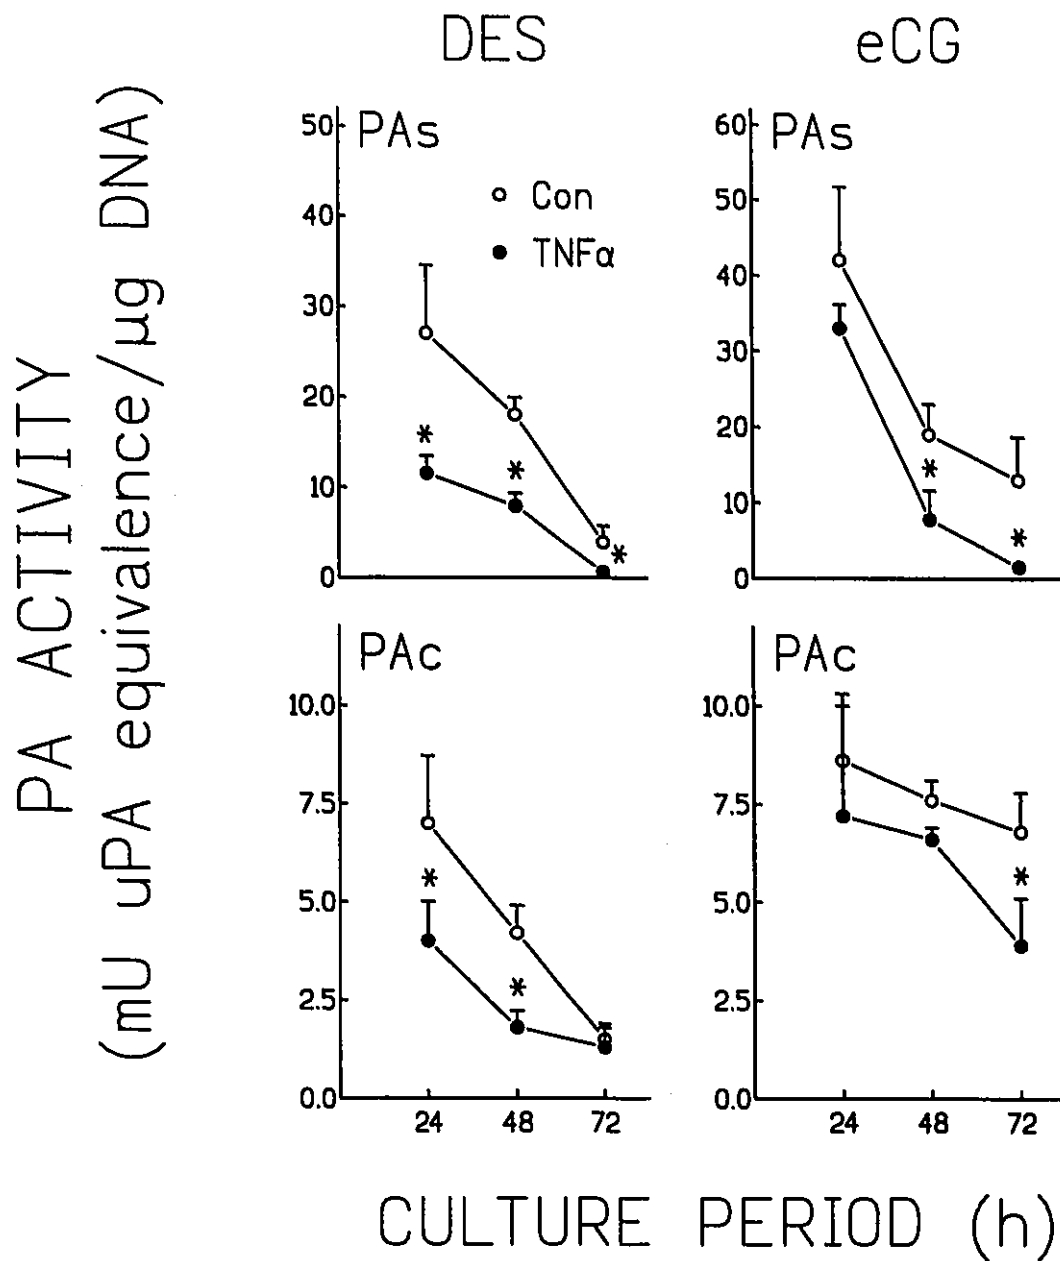 DES
eCG
PA ACTIVITY
(mU uPA equivalence/µg DNA)
PAs
50
40
30
20
10
0
○ Con
● TNFα
*
*
*
PAs
60
50
40
30
20
10
0
*
*
PAc
10.0
7.5
5.0
2.5
0.0
*
*
24 48 72
PAc
10.0
7.5
5.0
2.5
0.0
*
24 48 72
CULTURE PERIOD (h)